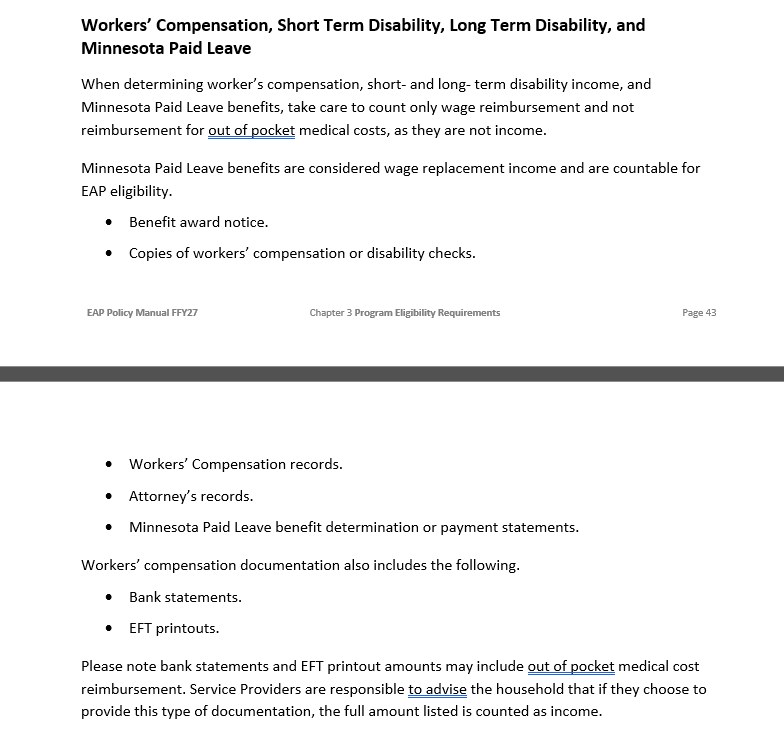 Workers’ Compensation, Short Term Disability, Long Term Disability, and
Minnesota Paid Leave
When determining worker’s compensation, short- and long- term disability income, and
Minnesota Paid Leave benefits, take care to count only wage reimbursement and not
reimbursement for out of pocket medical costs, as they are not income.
Minnesota Paid Leave benefits are considered wage replacement income and are countable for
EAP eligibility.
• Benefit award notice.
• Copies of workers’ compensation or disability checks.
EAP Policy Manual FFY27 Chapter 3 Program Eligibility Requirements Page 43
• Workers’ Compensation records.
• Attorney’s records.
• Minnesota Paid Leave benefit determination or payment statements.
Workers’ compensation documentation also includes the following.
• Bank statements.
• EFT printouts.
Please note bank statements and EFT printout amounts may include out of pocket medical cost
reimbursement. Service Providers are responsible to advise the household that if they choose to
provide this type of documentation, the full amount listed is counted as income.